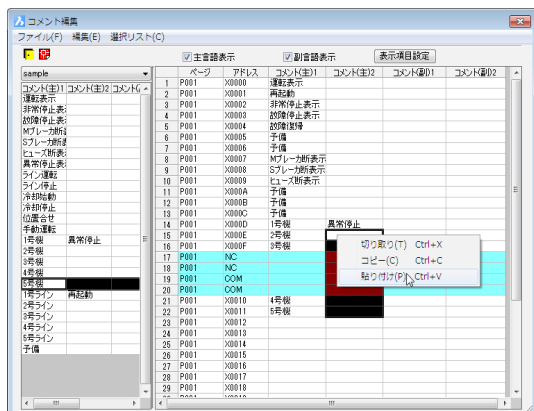 コメント編集
ファイル(F) 編集(E) 選択リスト(C)
主言語表示 副言語表示 表示項目設定
sample
コメント(主)1 コメント(主)2 コメント(
運転表示
非常停止表
故障停止表
Mブレーカ断
Sブレーカ断
ヒューズ断表
異常停止表
ライン運転
ライン停止
冷却始動
冷却停止
位置合せ
手動運転
1号機 異常停止
2号機
3号機
4号機
5号機
1号ライン 再起動
2号ライン
3号ライン
4号ライン
5号ライン
予備
ページ アドレス コメント(主)1 コメント(主)2 コメント(副)1 コメント(副)2
1 P001 X0000 運転表示
2 P001 X0001 再起動
3 P001 X0002 非常停止表示
4 P001 X0003 故障停止表示
5 P001 X0004 故障復帰
6 P001 X0005 予備
7 P001 X0006 予備
8 P001 X0007 Mブレーカ断表示
9 P001 X0008 Sブレーカ断表示
10 P001 X0009 ヒューズ断表示
11 P001 X000A 予備
12 P001 X000B 予備
13 P001 X000C 予備
14 P001 X000D 1号機 異常停止
15 P001 X000E 2号機
16 P001 X000F 3号機
17 P001 NC
18 P001 NC
19 P001 COM
20 P001 COM
21 P001 X0010 4号機
22 P001 X0011 5号機
23 P001 X0012
24 P001 X0013
25 P001 X0014
26 P001 X0015
27 P001 X0016
28 P001 X0017
29 P001 X0018
切り取り(T) Ctrl+X
コピー(C) Ctrl+C
貼り付け(P) Ctrl+V